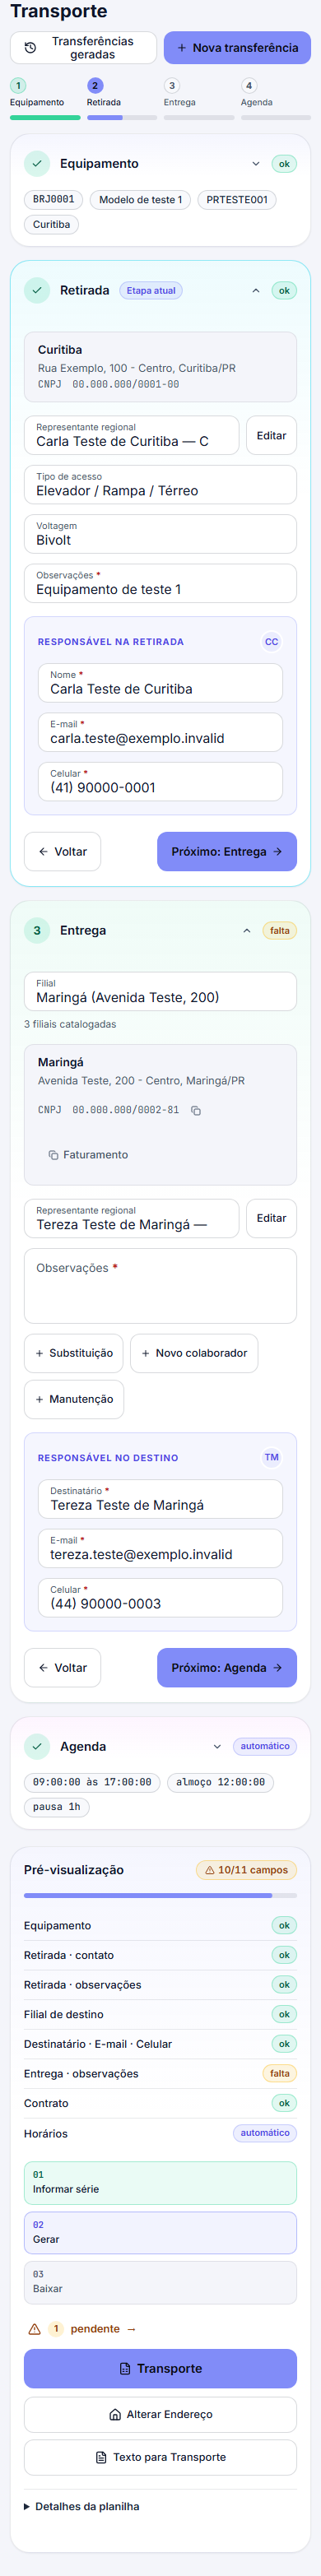 Transporte
Transferências
geradas
+ Nova transferência
1
2
3
4
Equipamento
Retirada
Entrega
Agenda
Equipamento
ok
BRJ0001
Modelo de teste 1
PRTESTE001
Curitiba
Retirada
Etapa atual
ok
Curitiba
Rua Exemplo, 100 - Centro, Curitiba/PR
CNPJ 00.000.000/0001-00
Representante regional
Carla Teste de Curitiba — C
Editar
Tipo de acesso
Elevador / Rampa / Térreo
Voltagem
Bivolt
Observações *
Equipamento de teste 1
RESPONSÁVEL NA RETIRADA
CC
Nome *
Carla Teste de Curitiba
E-mail *
carla.teste@exemplo.invalid
Celular *
(41) 90000-0001
← Voltar
Próximo: Entrega →
3
Entrega
falta
Filial
Maringá (Avenida Teste, 200)
3 filiais catalogadas
Maringá
Avenida Teste, 200 - Centro, Maringá/PR
CNPJ 00.000.000/0002-81
Faturamento
Representante regional
Tereza Teste de Maringá —
Editar
Observações *
+ Substituição
+ Novo colaborador
+ Manutenção
RESPONSÁVEL NO DESTINO
TM
Destinatário *
Tereza Teste de Maringá
E-mail *
tereza.teste@exemplo.invalid
Celular *
(44) 90000-0003
← Voltar
Próximo: Agenda →
Agenda
automático
09:00:00 às 17:00:00
almoço 12:00:00
pausa 1h
Pré-visualização
10/11 campos
Equipamento
ok
Retirada · contato
ok
Retirada · observações
ok
Filial de destino
ok
Destinatário · E-mail · Celular
ok
Entrega · observações
falta
Contrato
ok
Horários
automático
01
Informar série
02
Gerar
03
Baixar
1 pendente →
Transporte
Alterar Endereço
Texto para Transporte
Detalhes da planilha